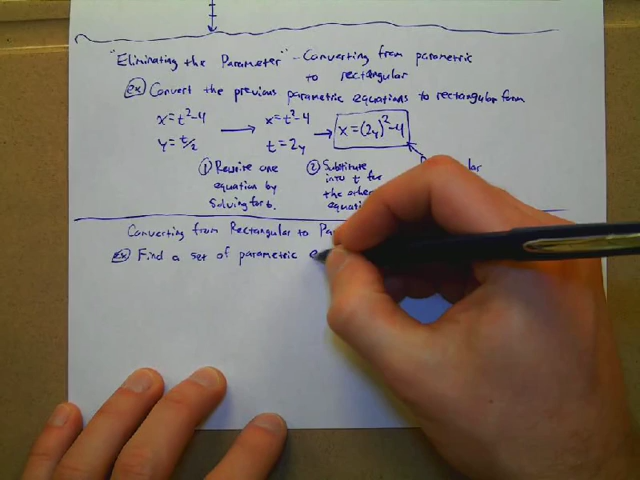 "Eliminating the Parameter" - Converting from parametric
to rectangular
ex Convert the previous parametric equations to rectangular form
x=t²-4 → x=t²-4 → x=(2y)²-4
y=t/2 t=2y
① Rewrite one
equation by
solving for t.
② Substitute
into t for
the other
Converting from Rectangular to
ex Find a set of parametric